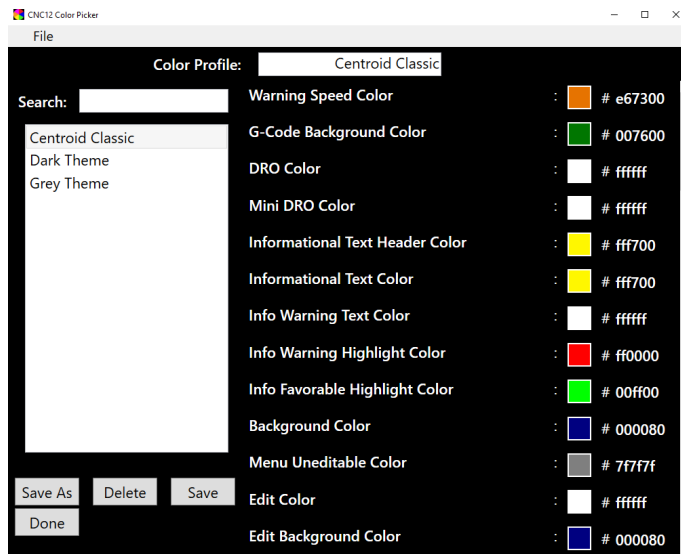 CNC12 Color Picker
File
Color Profile: Centroid Classic
Search:
Centroid Classic
Dark Theme
Grey Theme
Save As Delete Save
Done
Warning Speed Color : # e67300
G-Code Background Color : # 007600
DRO Color : # ffffff
Mini DRO Color : # ffffff
Informational Text Header Color : # fff700
Informational Text Color : # fff700
Info Warning Text Color : # ffffff
Info Warning Highlight Color : # ff0000
Info Favorable Highlight Color : # 00ff00
Background Color : # 000080
Menu Uneditable Color : # 7f7f7f
Edit Color : # ffffff
Edit Background Color : # 000080